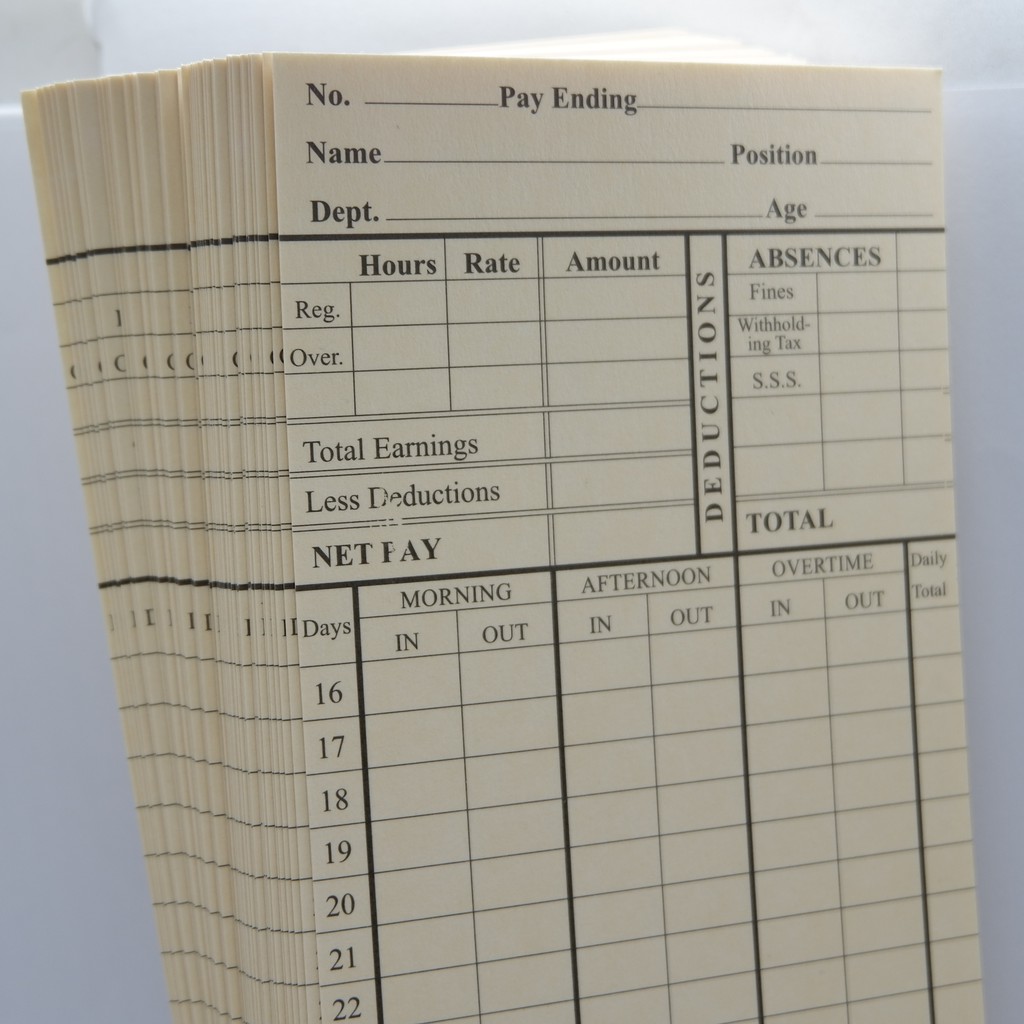 No. Pay Ending
Name Position
Dept. Age
Hours Rate Amount
Reg.
Over.
Total Earnings
Less Deductions
NET PAY
DEDUCTIONS
ABSENCES
Fines
Withhold-
ing Tax
S.S.S.
TOTAL
Days MORNING AFTERNOON OVERTIME Daily Total
IN OUT IN OUT IN OUT
16
17
18
19
20
21
22